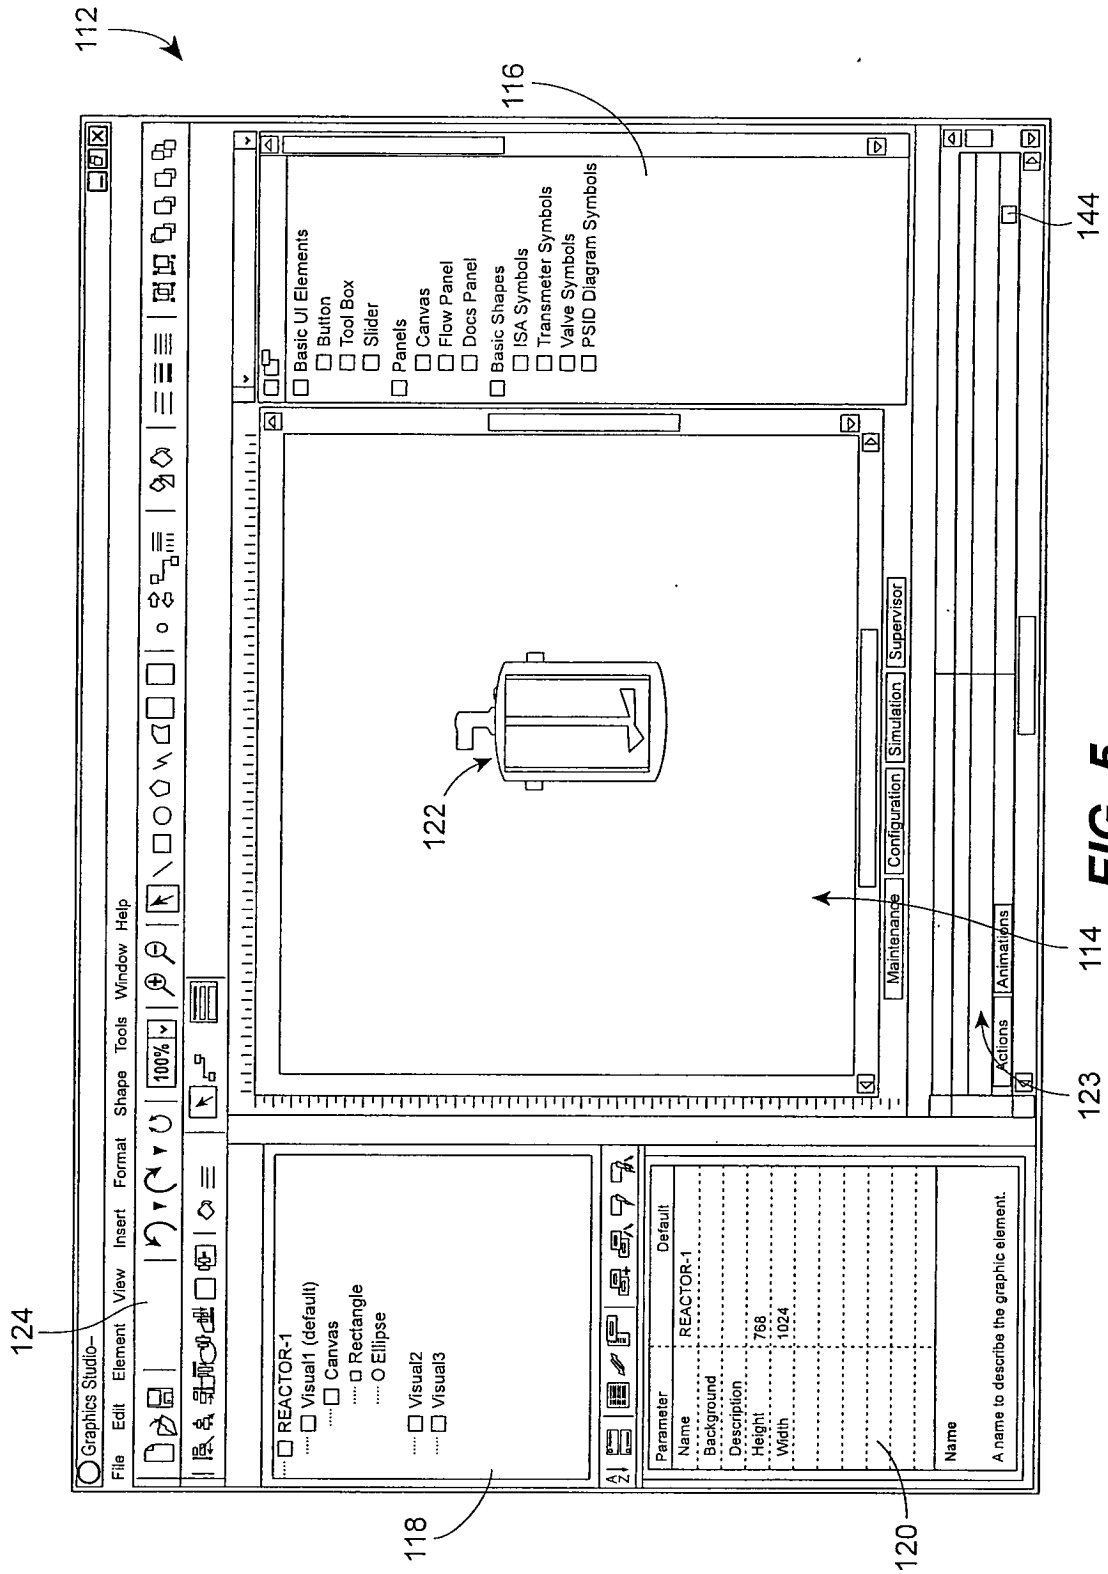 112
Graphics Studio–
File Edit Element View Insert Format Shape Tools Window Help
124
100%
REACTOR-1
Visual1 (default)
Canvas
Rectangle
Ellipse
Visual2
Visual3
118
A
Z
Parameter Default
Name REACTOR-1
Background
Description
Height 768
Width 1024
Name
A name to describe the graphic element.
120
122
Maintenance Configuration Simulation Supervisor
114
Basic UI Elements
Button
Tool Box
Slider
Panels
Canvas
Flow Panel
Docs Panel
Basic Shapes
ISA Symbols
Transmeter Symbols
Valve Symbols
PSID Diagram Symbols
116
Actions Animations
123
144
FIG. 5